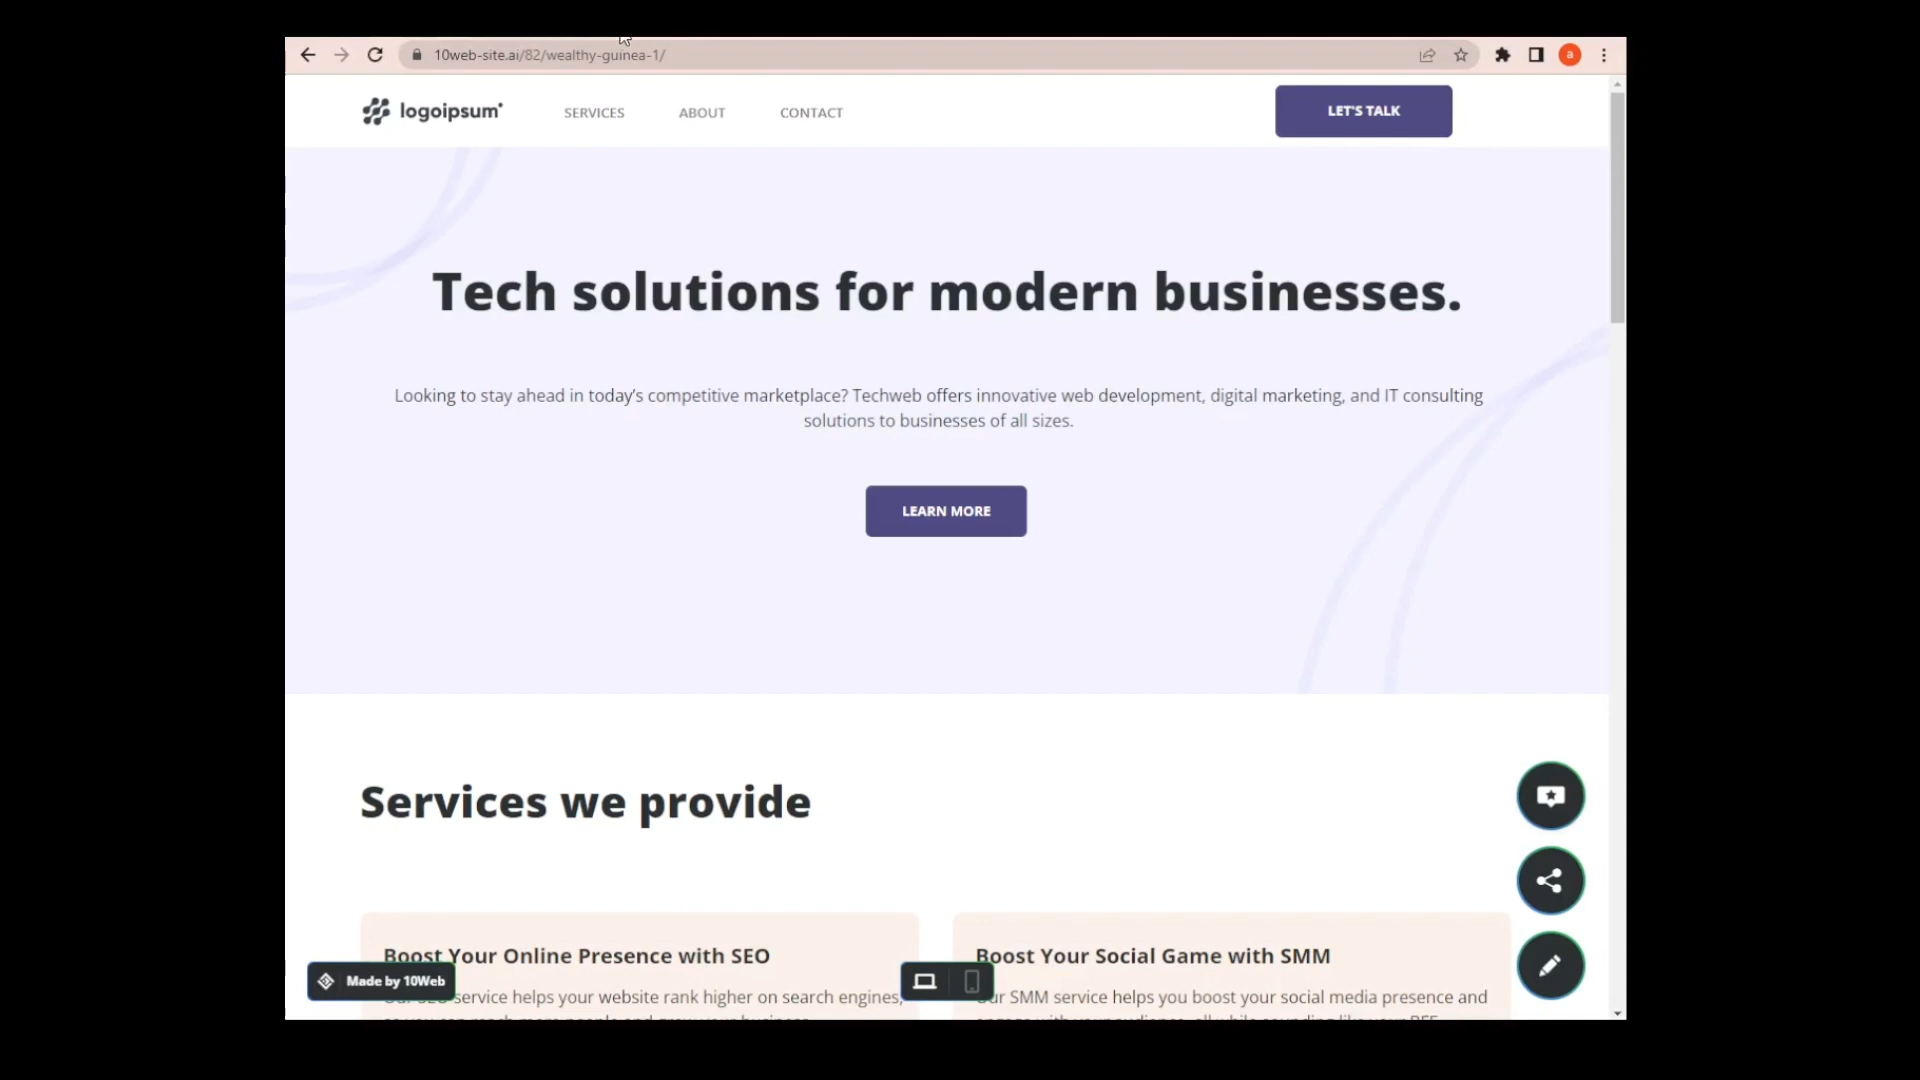 10web-site.ai/82/wealthy-guinea-1/
a
logoipsum
SERVICES
ABOUT
CONTACT
LET'S TALK
Tech solutions for modern businesses.
Looking to stay ahead in today's competitive marketplace? Techweb offers innovative web development, digital marketing, and IT consulting
solutions to businesses of all sizes.
LEARN MORE
Services we provide
Boost Your Online Presence with SEO
service helps your website rank higher on search engines,
Boost Your Social Game with SMM
SMM service helps you boost your social media presence and
Made by 10Web